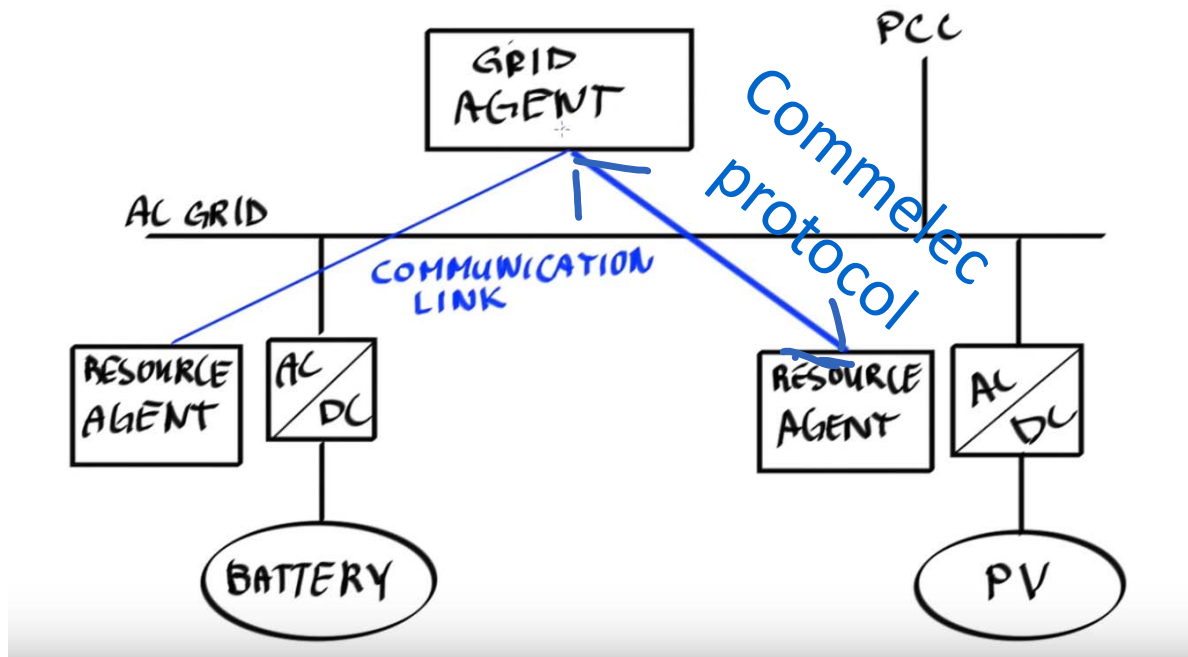 GRID
AGENT
PCC
Commelec
protocol
AC GRID
COMMUNICATION
LINK
RESOURCE
AGENT
AC
DC
RESOURCE
AGENT
AC
DC
BATTERY
PV